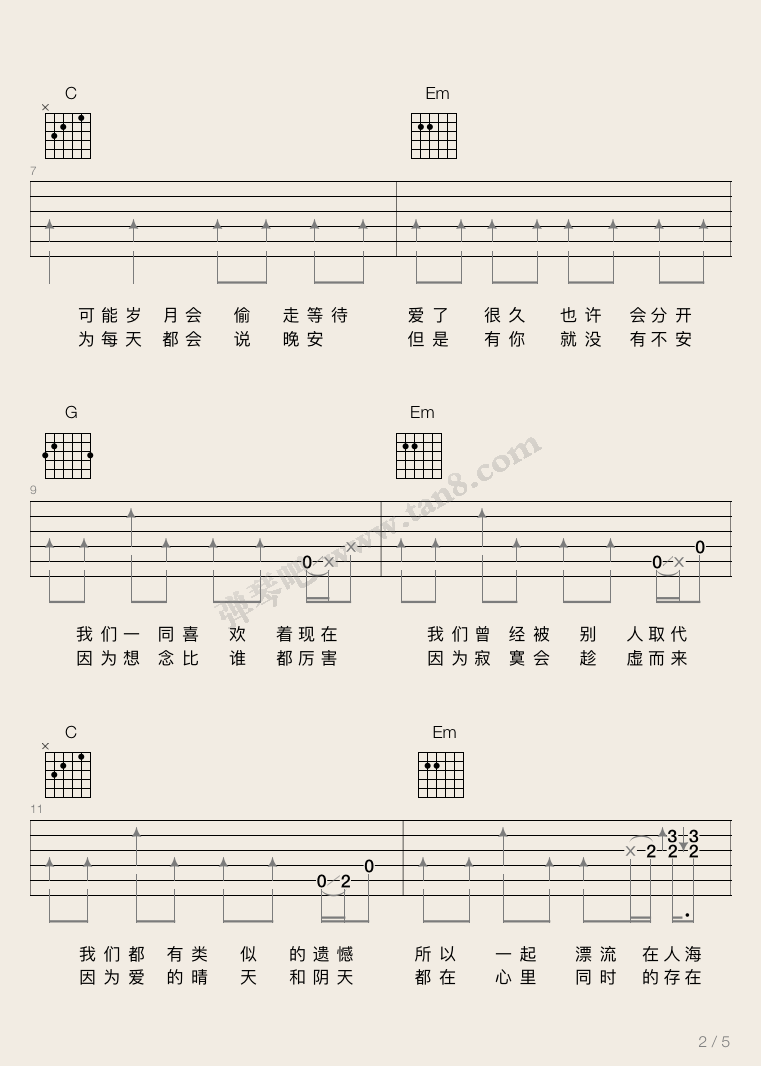 C Em
×
7
可能岁 月会 偷 走等待 爱了 很久 也许 会分开
为每天 都会 说 晚安 但是 有你 就没 有不安
G Em
9
0 × × 0 × 0
我们一 同喜 欢 着现在 我们曾 经被 别 人取代
因为想 念比 谁 都厉害 因为寂 寞会 趁 虚而来
弹琴吧 www.tan8.com
C Em
×
11
3 3
× 2 2 2
0
0 2
我们都 有类 似 的遗憾 所以 一起 漂流 在人海
因为爱 的晴 天 和阴天 都在 心里 同时 的存在
2 / 5